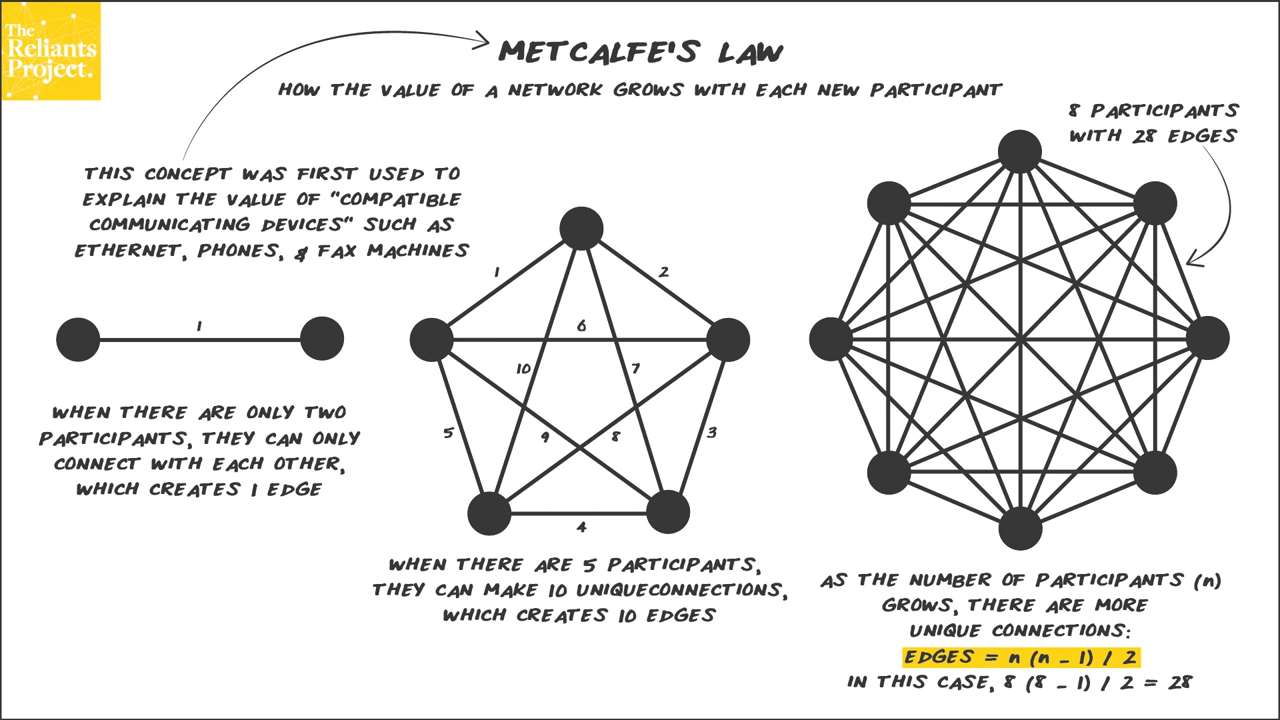 The
Reliants
Project.
METCALFE'S LAW
HOW THE VALUE OF A NETWORK GROWS WITH EACH NEW PARTICIPANT
THIS CONCEPT WAS FIRST USED TO
EXPLAIN THE VALUE OF "COMPATIBLE
COMMUNICATING DEVICES" SUCH AS
ETHERNET, PHONES, & FAX MACHINES
1
WHEN THERE ARE ONLY TWO
PARTICIPANTS, THEY CAN ONLY
CONNECT WITH EACH OTHER,
WHICH CREATES 1 EDGE
1
2
6
10
7
5
9
8
3
4
WHEN THERE ARE 5 PARTICIPANTS,
THEY CAN MAKE 10 UNIQUECONNECTIONS,
WHICH CREATES 10 EDGES
8 PARTICIPANTS
WITH 28 EDGES
AS THE NUMBER OF PARTICIPANTS (n)
GROWS, THERE ARE MORE
UNIQUE CONNECTIONS:
EDGES = n (n - 1) / 2
IN THIS CASE, 8 (8 - 1) / 2 = 28